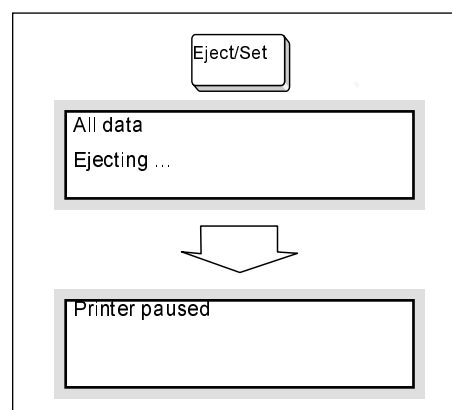 Eject/Set
All data
Ejecting ...
Printer paused